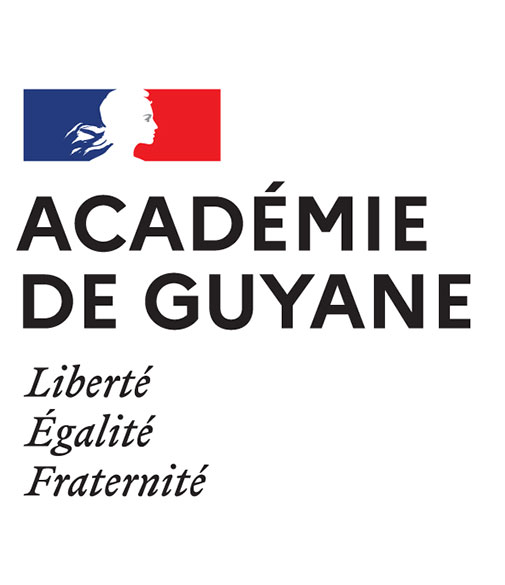 ACADÉMIE
DE GUYANE
Liberté
Égalité
Fraternité